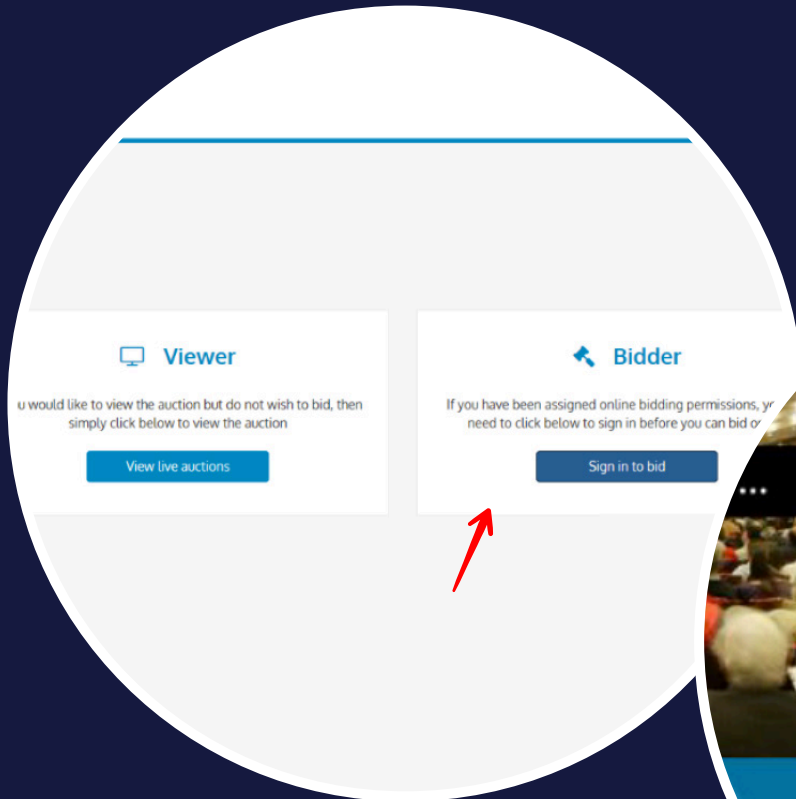 Viewer
u would like to view the auction but do not wish to bid, then
simply click below to view the auction
View live auctions
Bidder
If you have been assigned online bidding permissions,
need to click below to sign in before you can bid
Sign in to bid